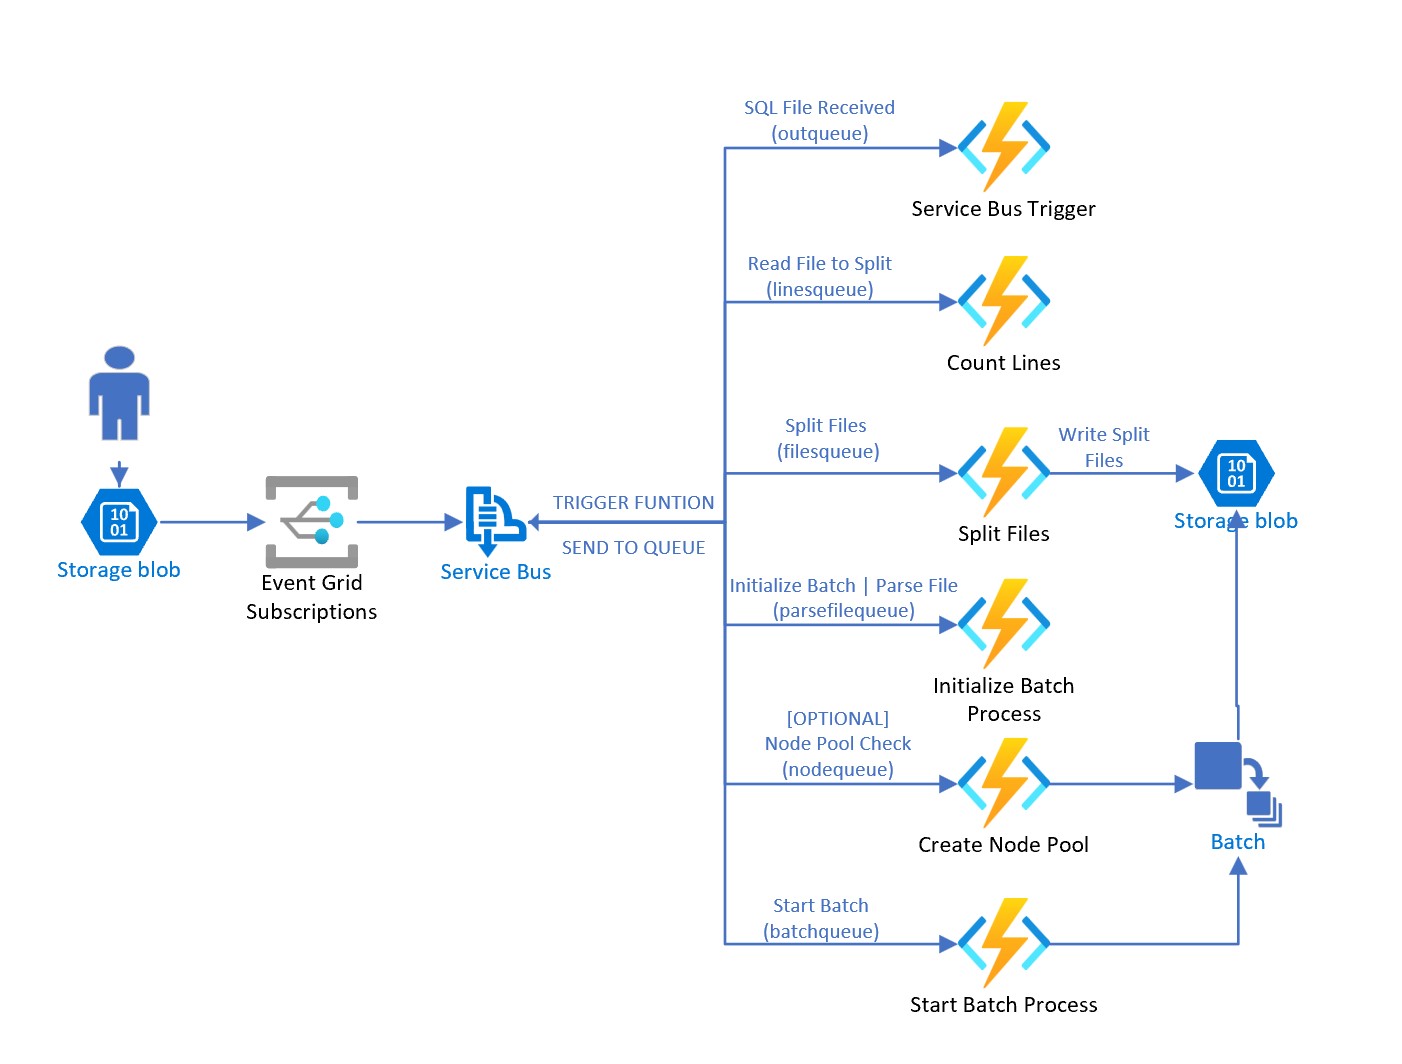 SQL File Received
(outqueue)
Service Bus Trigger
Read File to Split
(linesqueue)
Count Lines
Split Files
(filesqueue)
Split Files
Write Split
Files
10
01
Storage blob
10
01
Storage blob
Event Grid
Subscriptions
Service Bus
TRIGGER FUNTION
SEND TO QUEUE
Initialize Batch | Parse File
(parsefilequeue)
Initialize Batch
Process
[OPTIONAL]
Node Pool Check
(nodequeue)
Create Node Pool
Batch
Start Batch
(batchqueue)
Start Batch Process